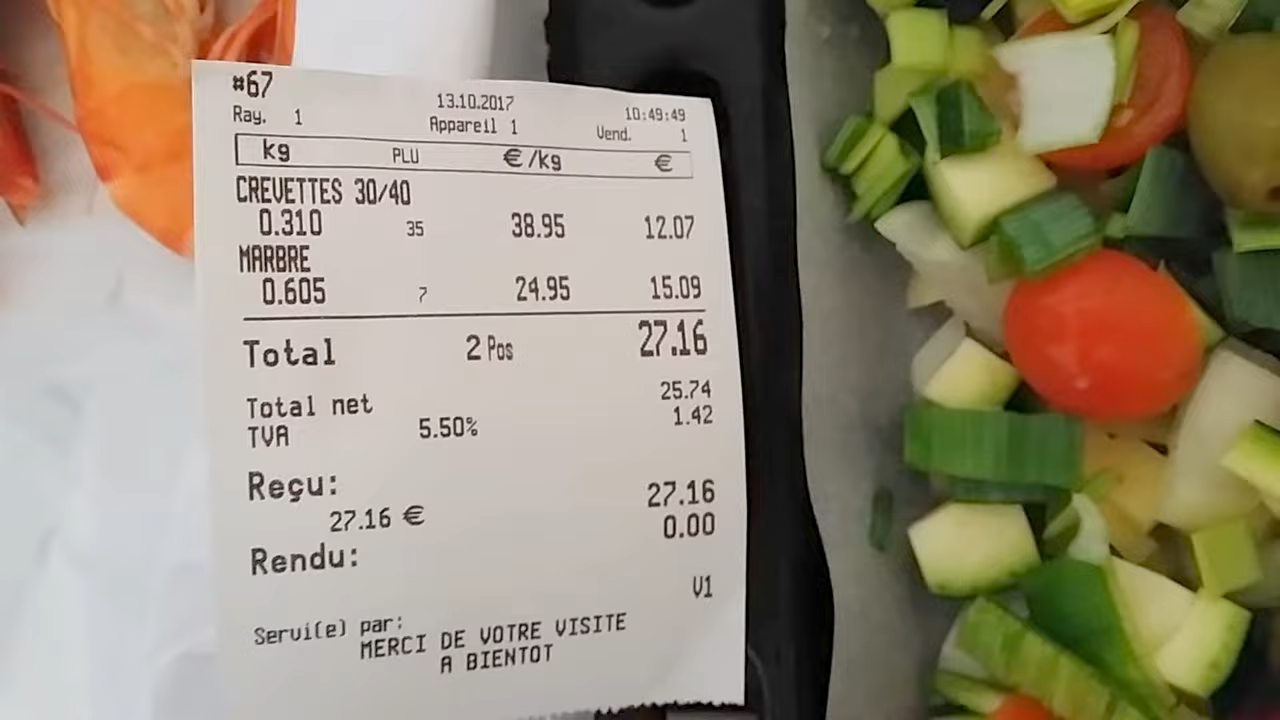 #67
13.10.2017 10:49:49
Ray. 1 Appareil 1 Vend. 1
kg PLU €/kg €
CREVETTES 30/40
0.310 35 38.95 12.07
MARBRE
0.605 7 24.95 15.09
Total 2 Pos 27.16
Total net 25.74
TVA 5.50% 1.42
Reçu: 27.16
27.16 € 0.00
Rendu:
V1
Servi(e) par:
MERCI DE VOTRE VISITE
A BIENTOT